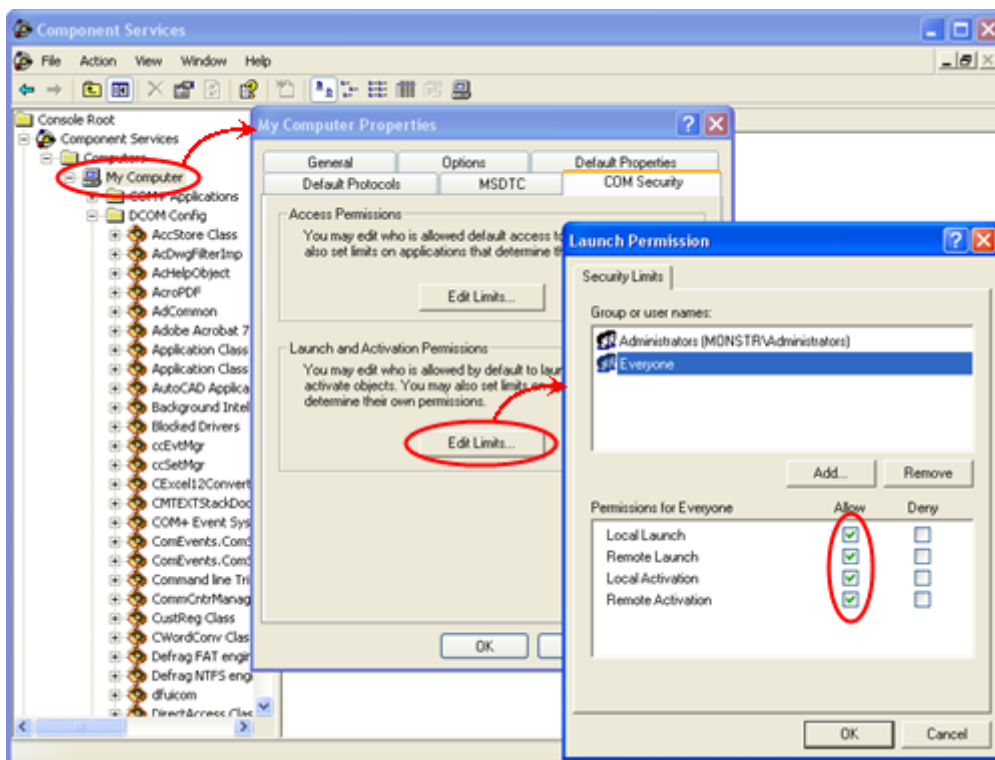 Component Services
File Action View Window Help
Console Root
Component Services
Computers
My Computer
COM+ Applications
DCOM Config
AccStore Class
AcDwgFilterImp
AcHelpObject
AcroPDF
AdCommon
Adobe Acrobat 7
Application Class
Application Class
AutoCAD Applica
Background Intel
Blocked Drivers
ccEvtMgr
ccSetMgr
CExcel12Convert
CMTEXTStackDoc
COM+ Event Sys
ComEvents.ComS
ComEvents.ComS
Command line Tri
CommCntrManag
CustReg Class
CWordConv Clas
Defrag FAT engin
Defrag NTFS eng
dfuicom
DirectAccess Clas
My Computer Properties
General Options Default Properties
Default Protocols MSDTC COM Security
Access Permissions
You may edit who is allowed default access to
also set limits on applications that determine th
Edit Limits...
Launch and Activation Permissions
You may edit who is allowed by default to laun
activate objects. You may also set limits on
determine their own permissions.
Edit Limits...
OK
Launch Permission
Security Limits
Group or user names:
Administrators (MONSTR\Administrators)
Everyone
Add... Remove
Permissions for Everyone Allow Deny
Local Launch
Remote Launch
Local Activation
Remote Activation
OK Cancel